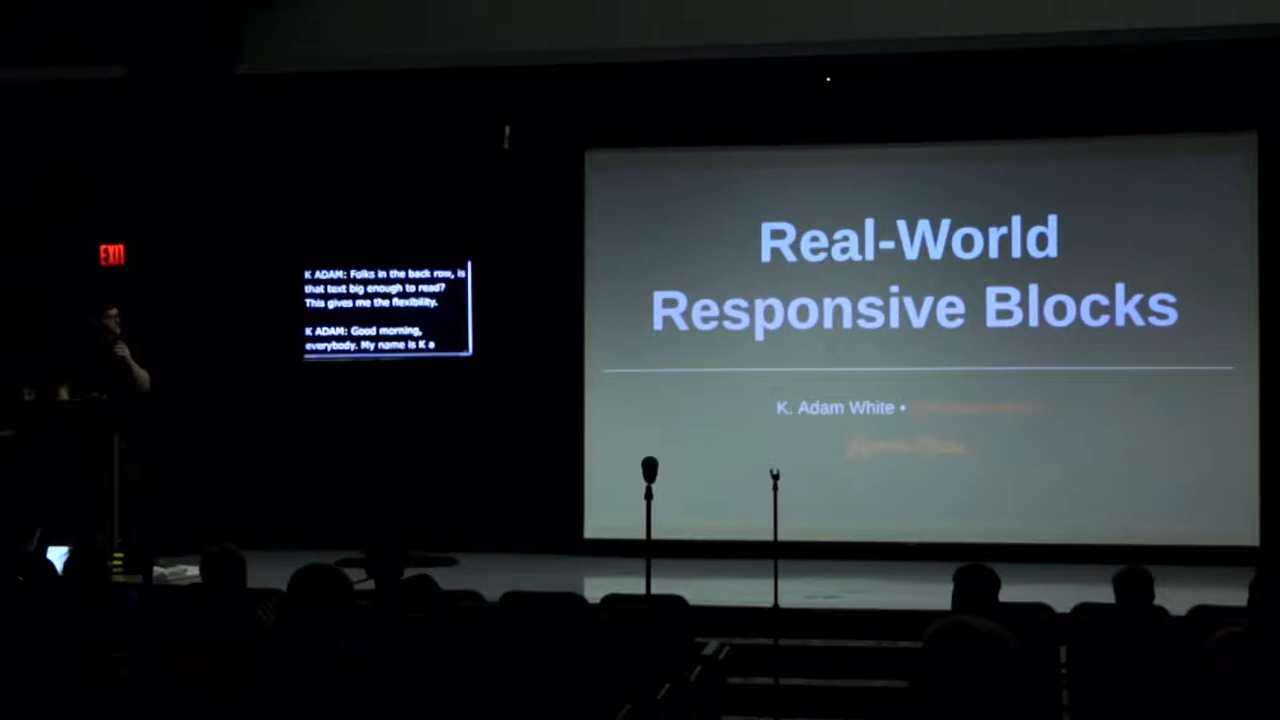 EXIT
K ADAM: Folks in the back row, is
that text big enough to read?
This gives me the flexibility.
K ADAM: Good morning,
everybody. My name is K a
Real-World
Responsive Blocks
K. Adam White •